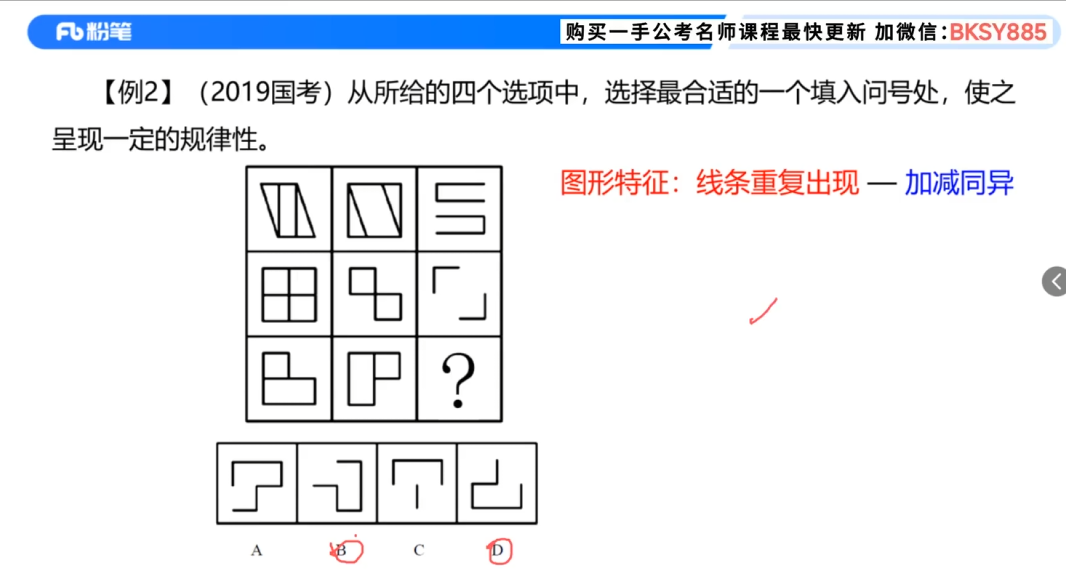 粉笔
购买一手公考名师课程最快更新 加微信：BKSY885
【例2】（2019国考）从所给的四个选项中，选择最合适的一个填入问号处，使之
呈现一定的规律性。
图形特征：线条重复出现 — 加减同异
?
A B C D